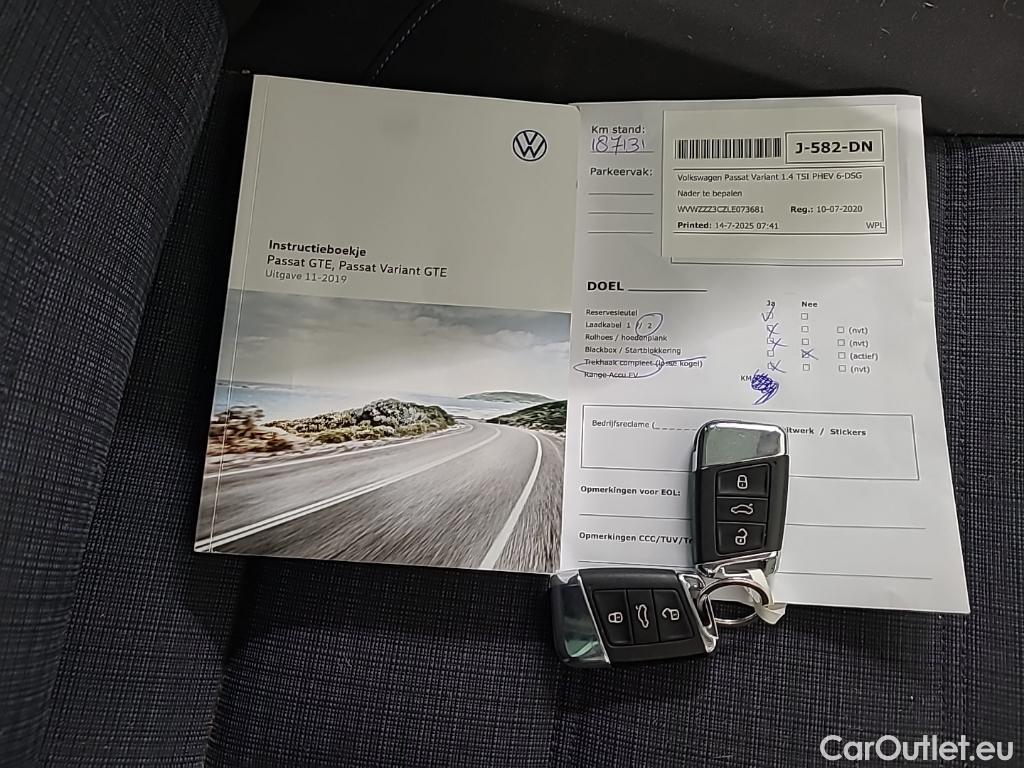 Instructieboekje
Passat GTE, Passat Variant GTE
Uitgave 11-2019
Km stand:
187131
Parkeervak:
J-582-DN
Volkswagen Passat Variant 1.4 TSI PHEV 6-DSG
Nader te bepalen
WVWZZZ3CZLE073681 Reg.: 10-07-2020
Printed: 14-7-2025 07:41 WPL
DOEL
Ja Nee
Reservesleutel
Laadkabel 1 / 2 (nvt)
Rolhoes / hoedenplank (nvt)
Blackbox / Startblokkering (actief)
Trekhaak compleet (losse kogel) (nvt)
Range Accu EV KM
Bedrijfsreclame ( / Stickers
Opmerkingen voor EOL:
Opmerkingen CCC/TUV/
CarOutlet.eu